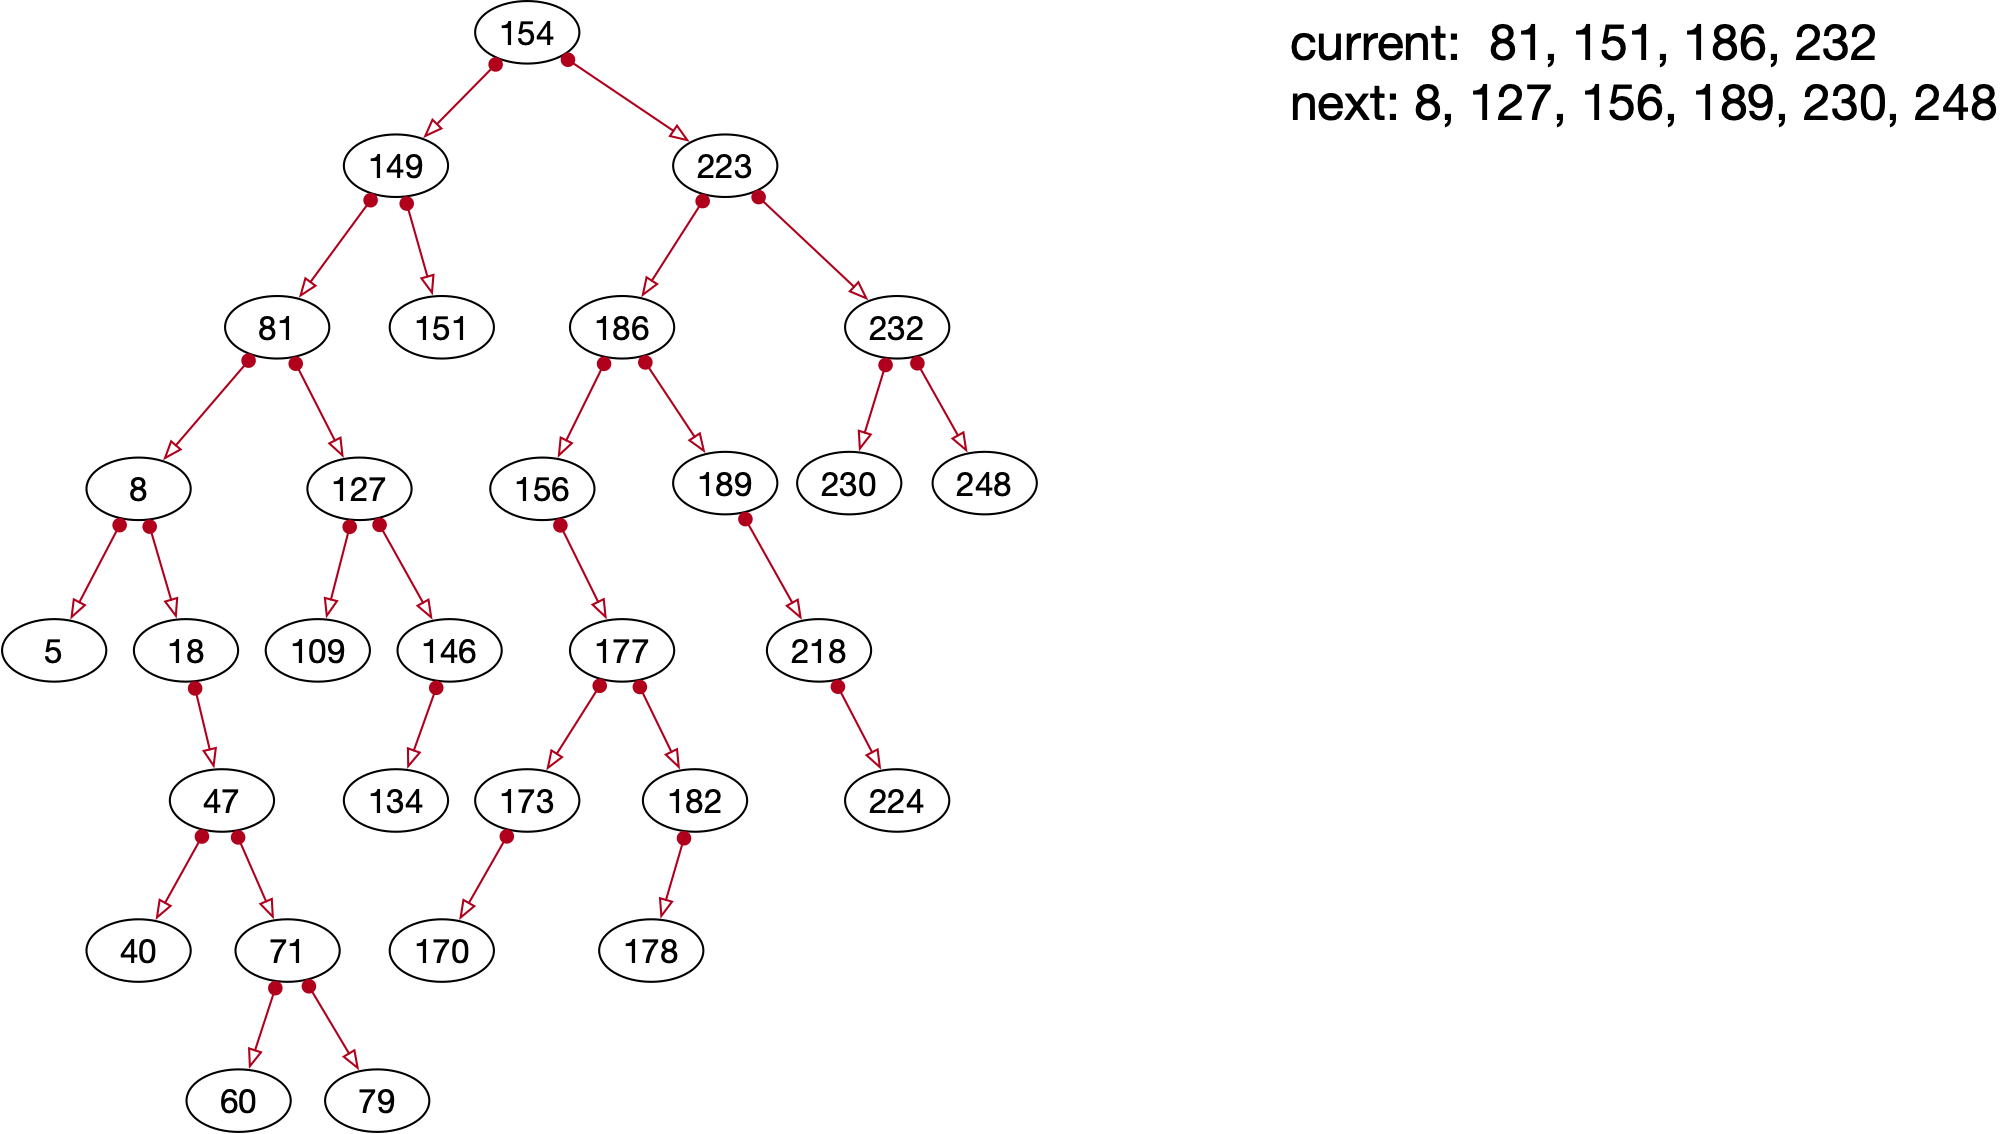 154
current: 81, 151, 186, 232
next: 8, 127, 156, 189, 230, 248
149 223
81 151 186 232
8 127 156 189 230 248
5 18 109 146 177 218
47 134 173 182 224
40 71 170 178
60 79